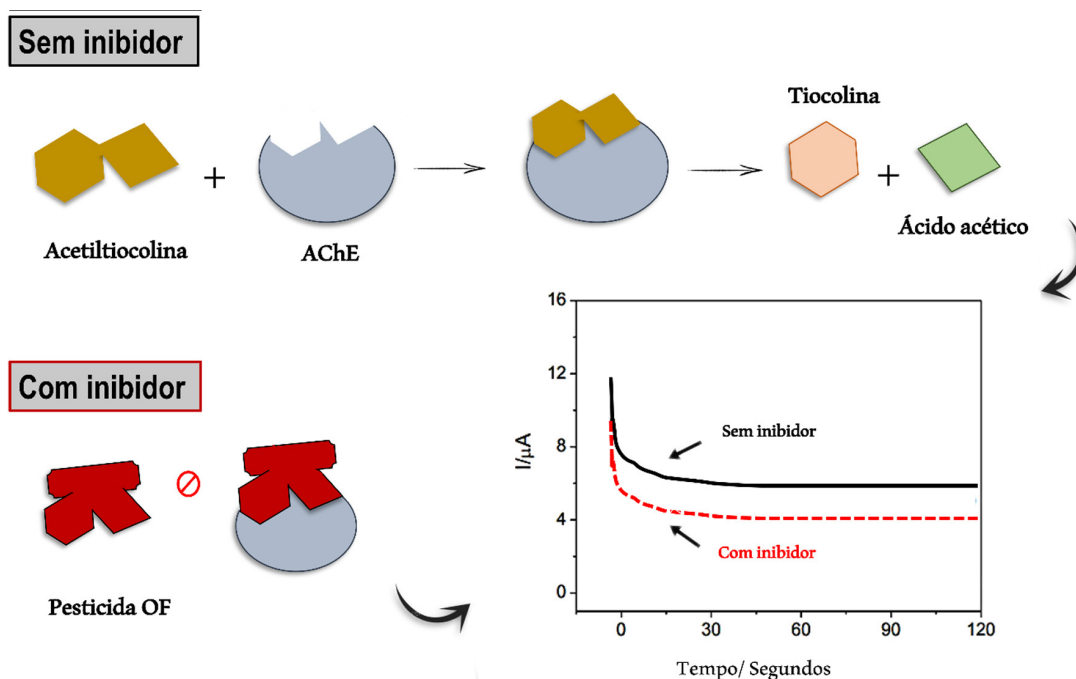 Sem inibidor
Tiocolina
+
+
Acetiltiocolina
AChE
Ácido acético
Com inibidor
Pesticida OF
16
12
8
4
0
I/µA
Sem inibidor
Com inibidor
0 30 60 90 120
Tempo/ Segundos